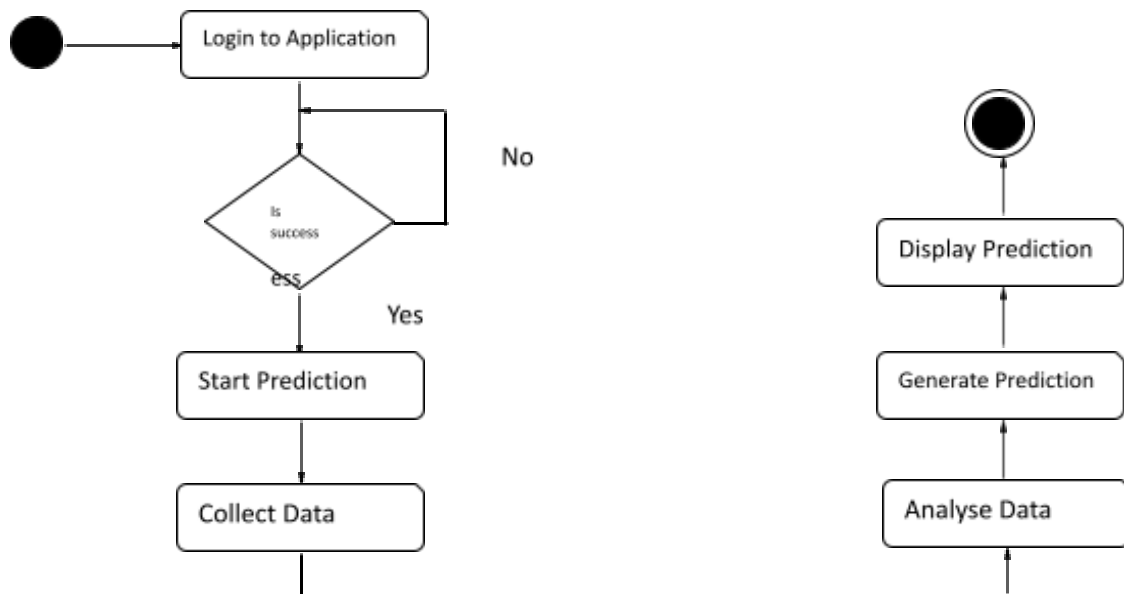 Login to Application
No
Is
success
ess
Yes
Start Prediction
Collect Data
Display Prediction
Generate Prediction
Analyse Data